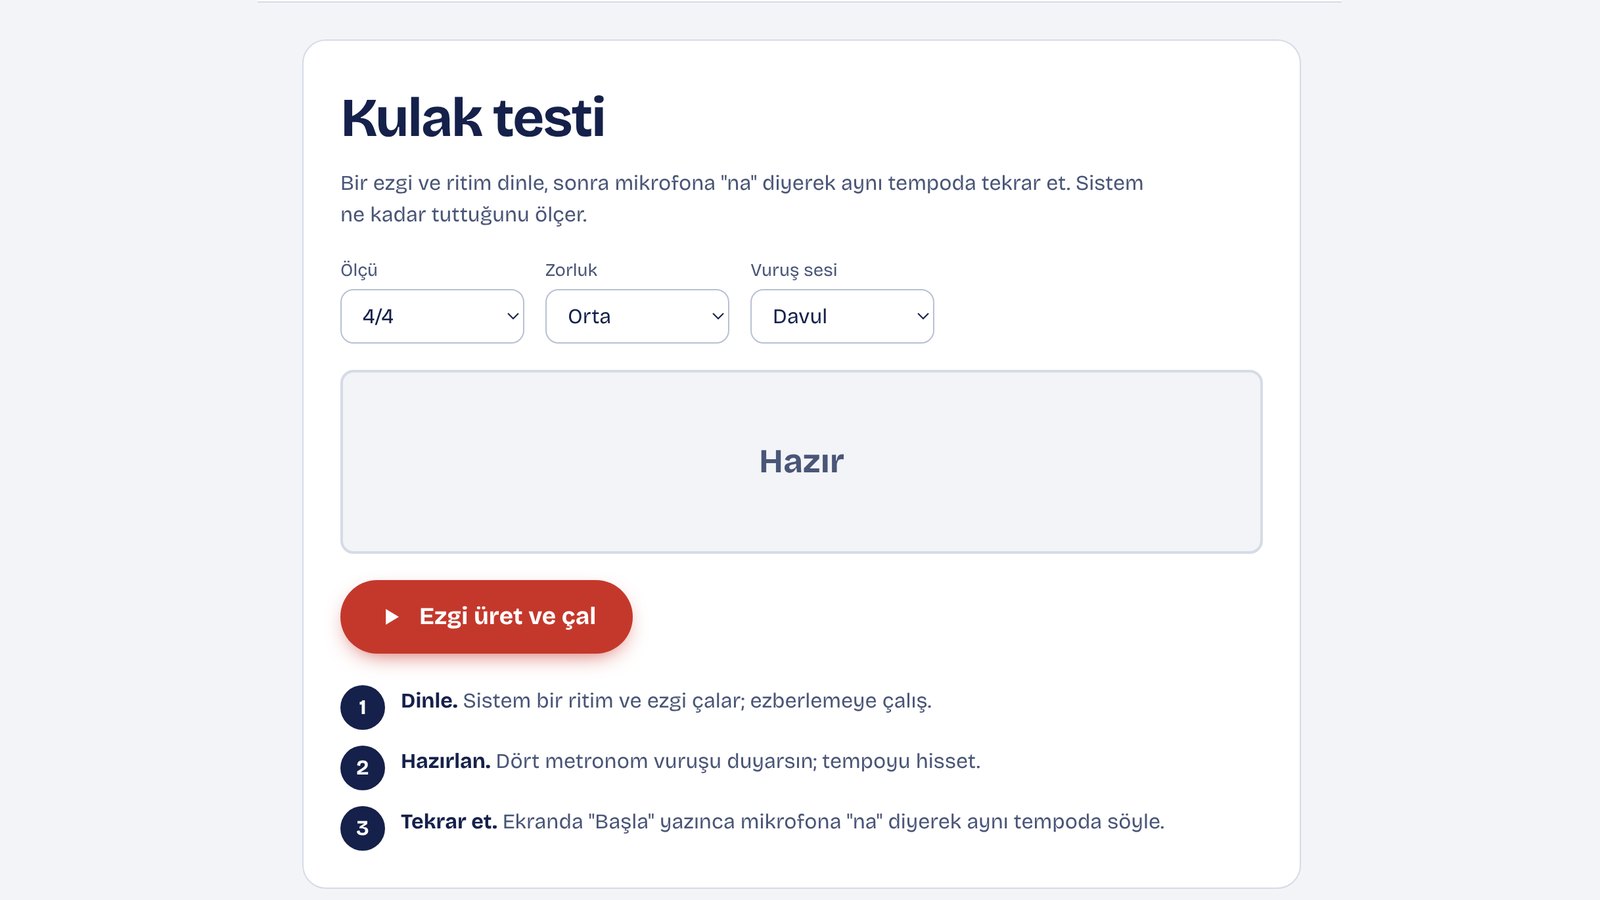 Kulak testi
Bir ezgi ve ritim dinle, sonra mikrofona "na" diyerek aynı tempoda tekrar et. Sistem
ne kadar tuttuğunu ölçer.
Ölçü
Zorluk
Vuruş sesi
4/4
Orta
Davul
Hazır
Ezgi üret ve çal
1 Dinle. Sistem bir ritim ve ezgi çalar; ezberlemeye çalış.
2 Hazırlan. Dört metronom vuruşu duyarsın; tempoyu hisset.
3 Tekrar et. Ekranda "Başla" yazınca mikrofona "na" diyerek aynı tempoda söyle.